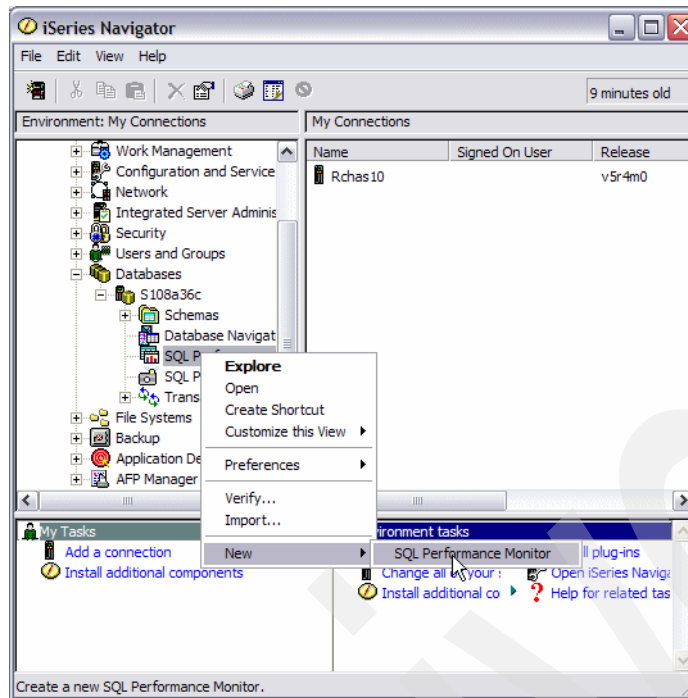 iSeries Navigator
File Edit View Help
9 minutes old
Environment: My Connections
My Connections
Work Management
Configuration and Service
Network
Integrated Server Adminis
Security
Users and Groups
Databases
S108a36c
Schemas
Database Navigat
SQL P
SQL P
Trans
File Systems
Backup
Application De
AFP Manager
Name Signed On User Release
Rchas10 v5r4m0
Explore
Open
Create Shortcut
Customize this View
Preferences
Verify...
Import...
New
SQL Performance Monitor
My Tasks
Add a connection
Install additional components
ironment tasks
ll plug-ins
Change all of your
Open iSeries Naviga
Install additional co
Help for related tas
Create a new SQL Performance Monitor.